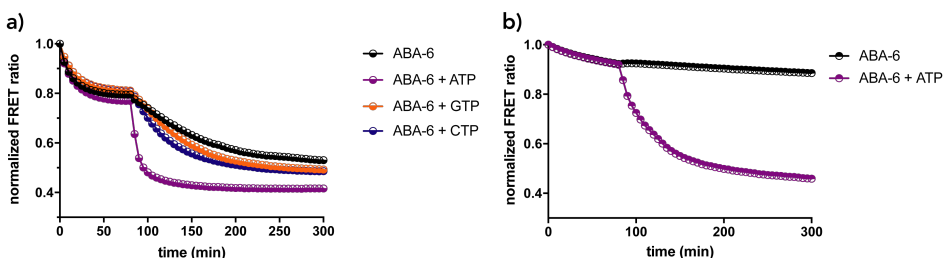 a)
normalized FRET ratio
1.0
0.8
0.6
0.4
0
50
100
150
200
250
300
time (min)
ABA-6
ABA-6 + ATP
ABA-6 + GTP
ABA-6 + CTP
b)
normalized FRET ratio
1.0
0.8
0.6
0.4
0
100
200
300
time (min)
ABA-6
ABA-6 + ATP